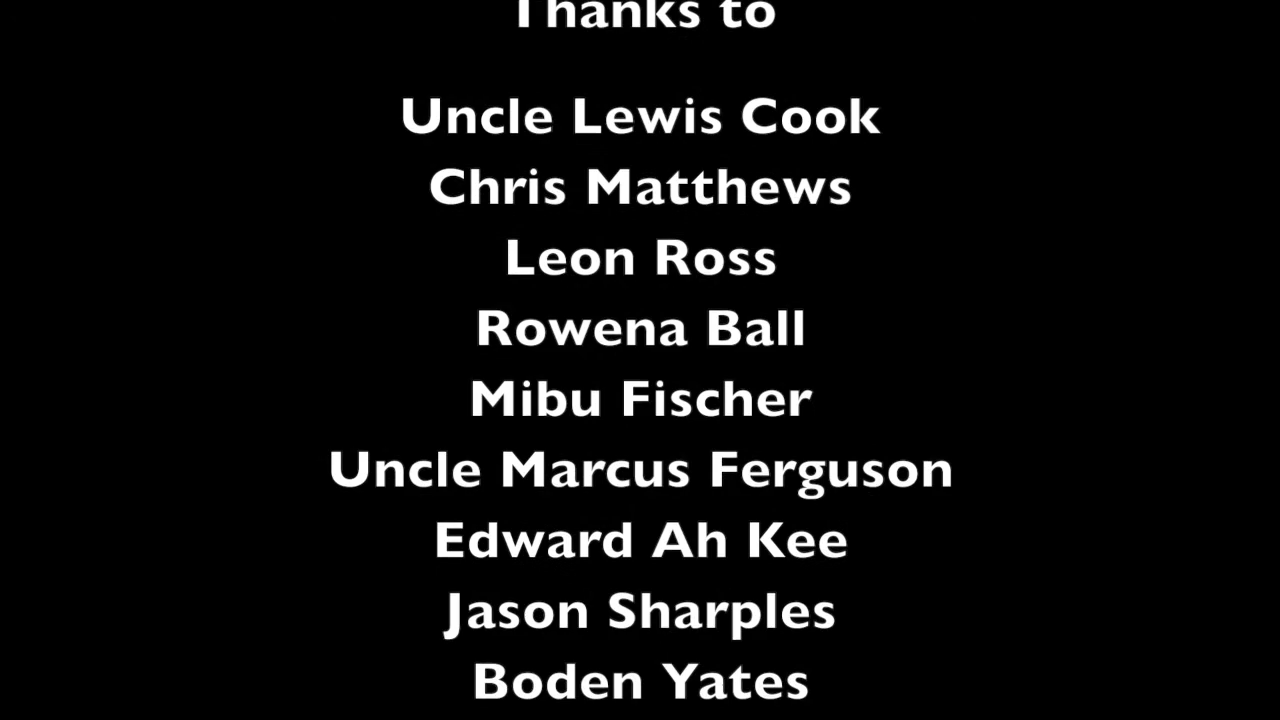 Thanks to
Uncle Lewis Cook
Chris Matthews
Leon Ross
Rowena Ball
Mibu Fischer
Uncle Marcus Ferguson
Edward Ah Kee
Jason Sharples
Boden Yates